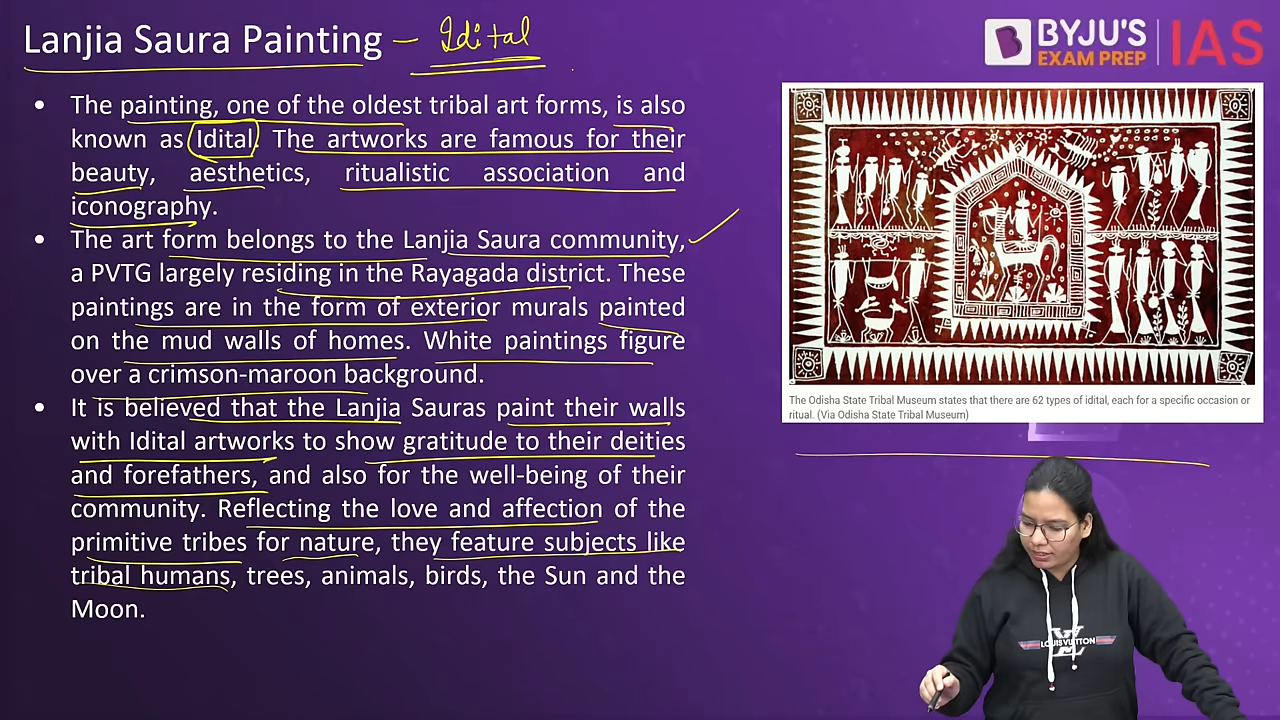 Lanjia Saura Painting – Idital
BYJU'S
EXAM PREP
IAS
• The painting, one of the oldest tribal art forms, is also
known as Idital. The artworks are famous for their
beauty, aesthetics, ritualistic association and
iconography.
• The art form belongs to the Lanjia Saura community,
a PVTG largely residing in the Rayagada district. These
paintings are in the form of exterior murals painted
on the mud walls of homes. White paintings figure
over a crimson-maroon background.
• It is believed that the Lanjia Sauras paint their walls
with Idital artworks to show gratitude to their deities
and forefathers, and also for the well-being of their
community. Reflecting the love and affection of the
primitive tribes for nature, they feature subjects like
tribal humans, trees, animals, birds, the Sun and the
Moon.
The Odisha State Tribal Museum states that there are 62 types of idital, each for a specific occasion or
ritual. (Via Odisha State Tribal Museum)
LOUIS VUITTON